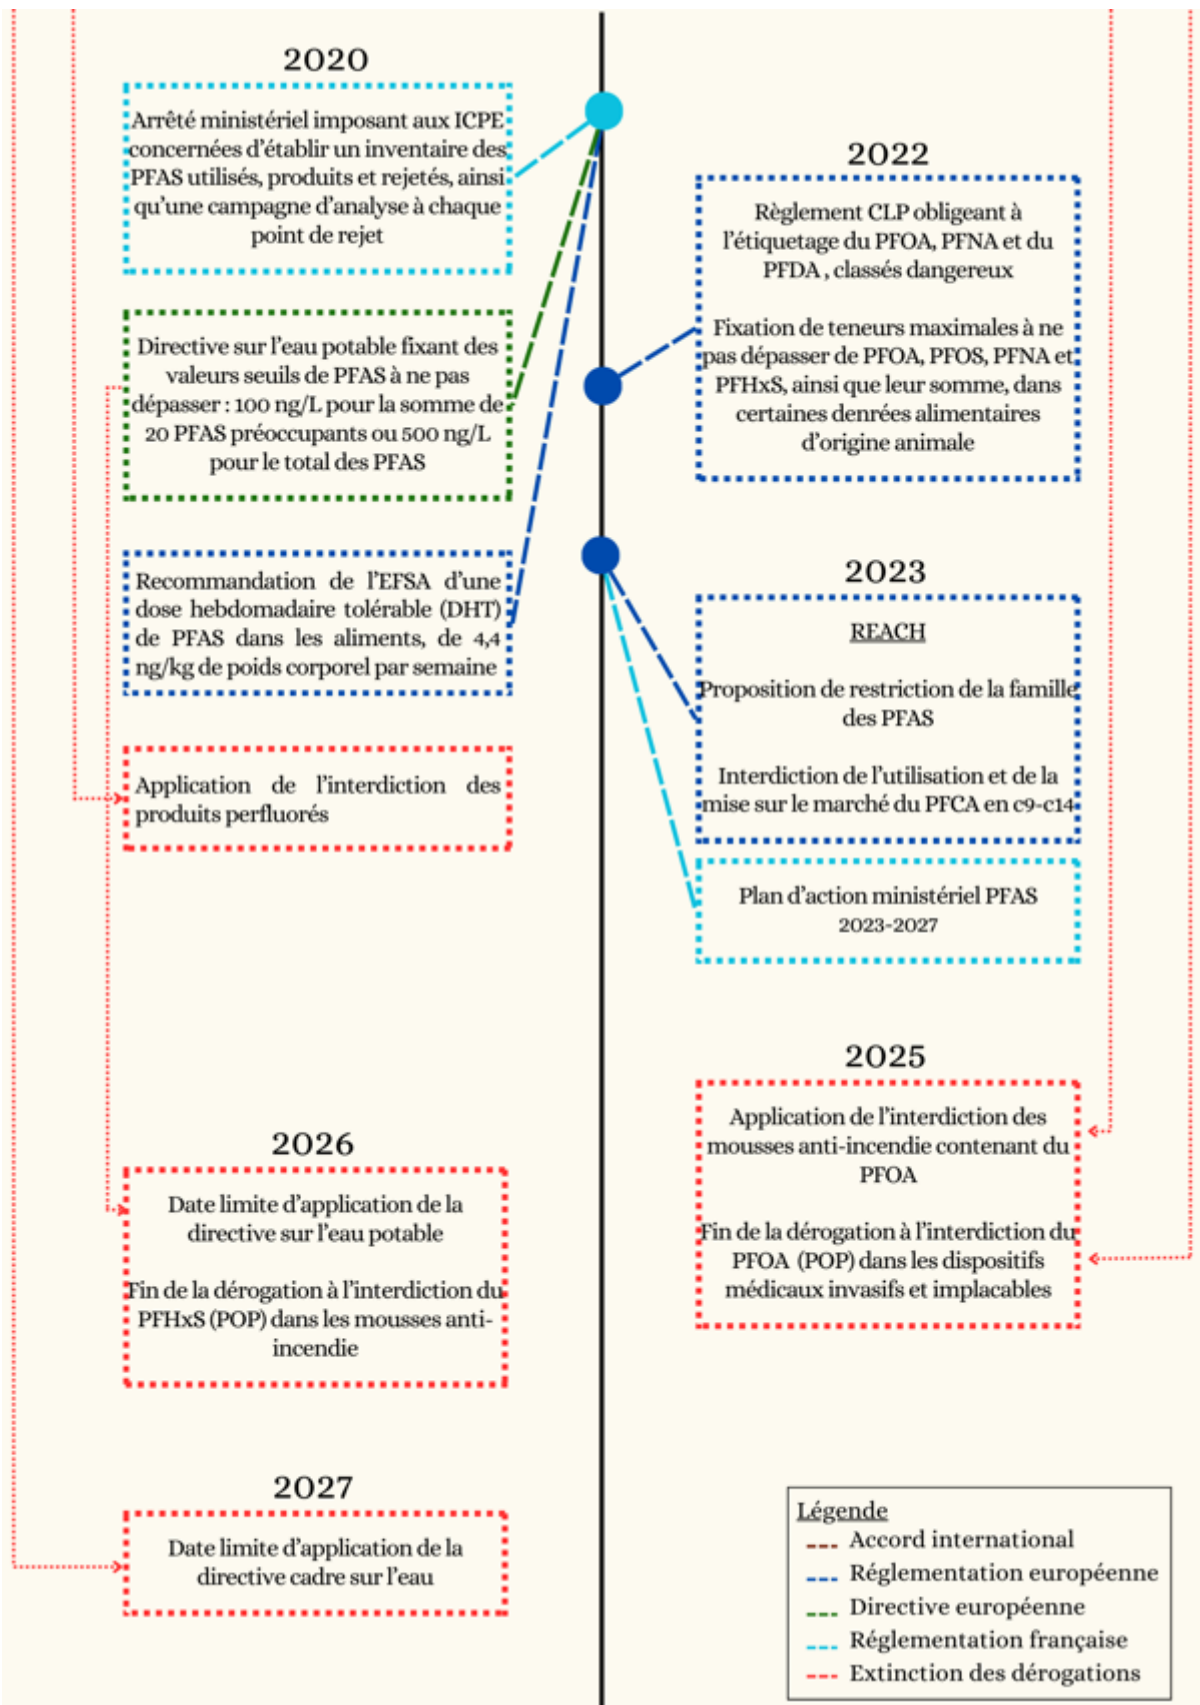 2020
Arrêté ministériel imposant aux ICPE
concernées d'établir un inventaire des
PFAS utilisés, produits et rejetés, ainsi
qu'une campagne d'analyse à chaque
point de rejet
Directive sur l'eau potable fixant des
valeurs seuils de PFAS à ne pas
dépasser : 100 ng/L pour la somme de
20 PFAS préoccupants ou 500 ng/L
pour le total des PFAS
Recommandation de l'EFSA d'une
dose hebdomadaire tolérable (DHT)
de PFAS dans les aliments, de 4,4
ng/kg de poids corporel par semaine
Application de l'interdiction des
produits perfluorés
2022
Règlement CLP obligeant à
l'étiquetage du PFOA, PFNA et du
PFDA , classés dangereux
Fixation de teneurs maximales à ne
pas dépasser de PFOA, PFOS, PFNA et
PFHxS, ainsi que leur somme, dans
certaines denrées alimentaires
d'origine animale
2023
REACH
Proposition de restriction de la famille
des PFAS
Interdiction de l'utilisation et de la
mise sur le marché du PFCA en c9-c14
Plan d'action ministériel PFAS
2023-2027
2025
Application de l'interdiction des
mousses anti-incendie contenant du
PFOA
Fin de la dérogation à l'interdiction du
PFOA (POP) dans les dispositifs
médicaux invasifs et implacables
2026
Date limite d'application de la
directive sur l'eau potable
Fin de la dérogation à l'interdiction du
PFHxS (POP) dans les mousses anti-
incendie
2027
Date limite d'application de la
directive cadre sur l'eau
Légende
Accord international
Réglementation européenne
Directive européenne
Réglementation française
Extinction des dérogations